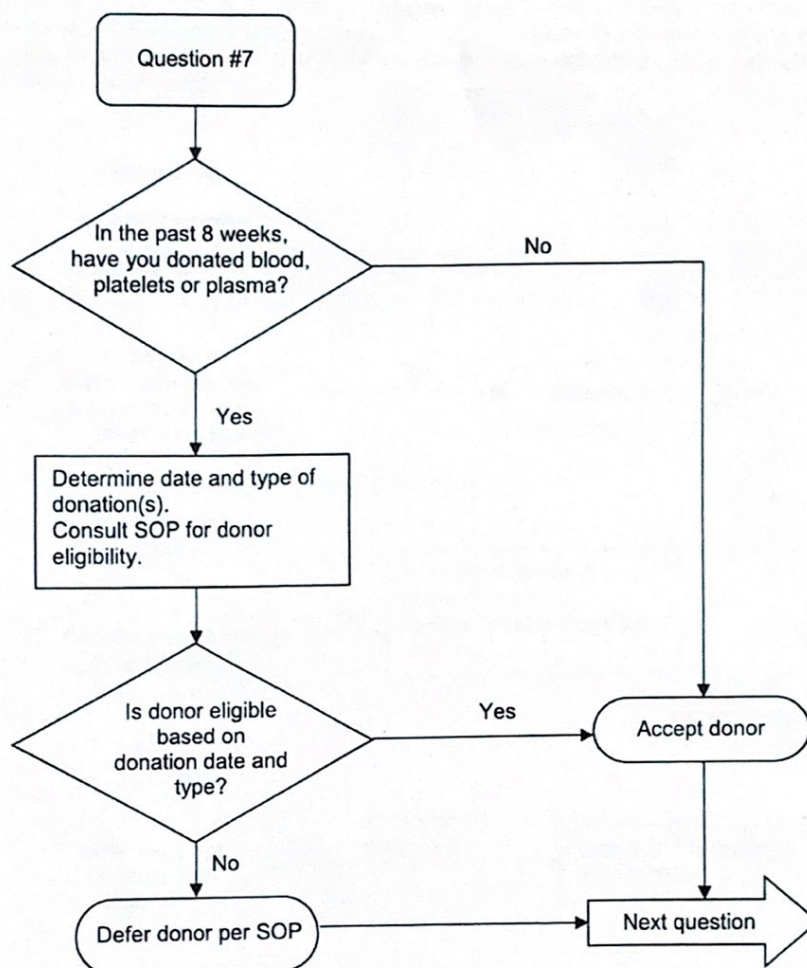 Question #7
In the past 8 weeks,
have you donated blood,
platelets or plasma?
No
Yes
Determine date and type of
donation(s).
Consult SOP for donor
eligibility.
Is donor eligible
based on
donation date and
type?
Yes
Accept donor
No
Defer donor per SOP
Next question